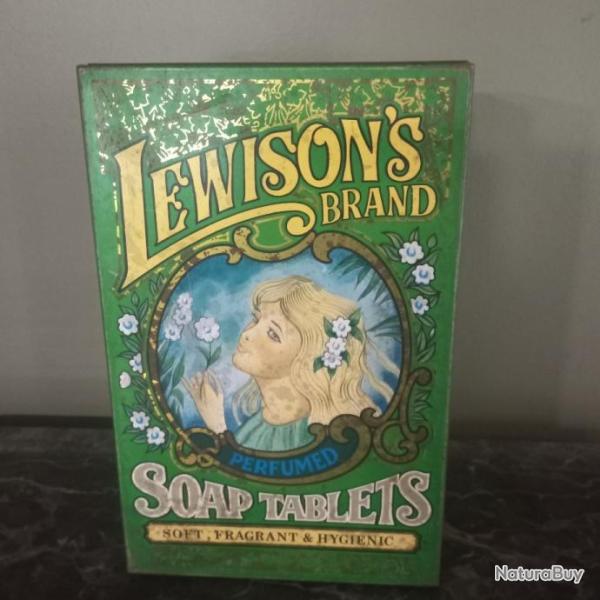 LEWISON'S
BRAND
PERFUMED
SOAP TABLETS
SOFT, FRAGRANT & HYGIENIC
NaturaBuy